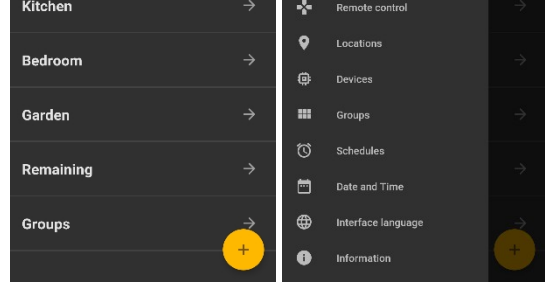 Kitchen
Bedroom
Garden
Remaining
Groups
Remote control
Locations
Devices
Groups
Schedules
Date and Time
Interface language
Information